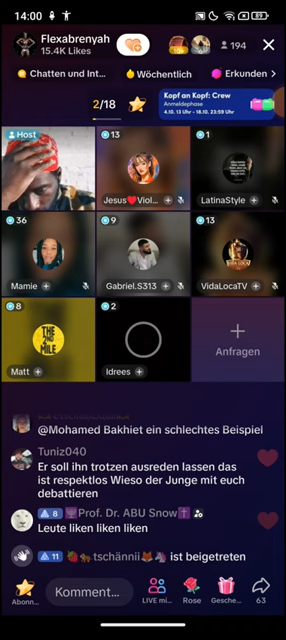 14:00
89
Flexabrenyah
15.4K Likes
194
Chatten und Int...
Wöchentlich
Erkunden
2/18
Kopf an Kopf: Crew
Anmeldephase
4.10. 13 Uhr - 18.10. 23:59 Uhr
Host
13
1
Jesus❤️Viol...
LatinaStyle
36
9
13
Mamie
Gabriel.S313
VidaLocaTV
8
2
THE 2ND MILE
Matt
Idrees
Anfragen
@Mohamed Bakhiet ein schlechtes Beispiel
Tuniz040
Er soll ihn trotzen ausreden lassen das
ist respektlos Wieso der Junge mit euch
debattieren
8 🕎Prof. Dr. ABU Snow✝️
Leute liken liken liken
11 🍓🐅tschännii🦊🦄 ist beigetreten
Abonn...
Komment...
LIVE mi...
Rose
Gesche...
63